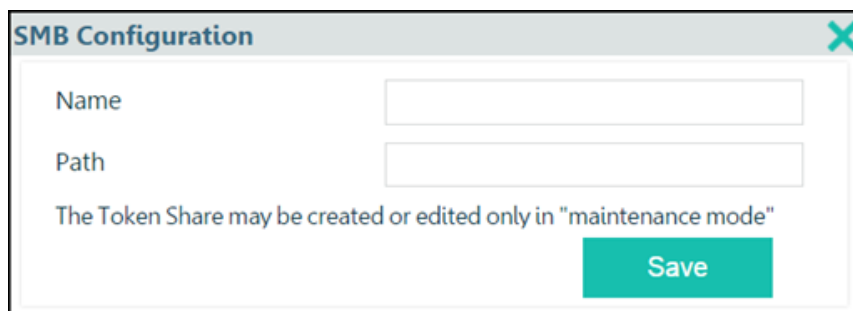 SMB Configuration
Name
Path
The Token Share may be created or edited only in "maintenance mode"
Save